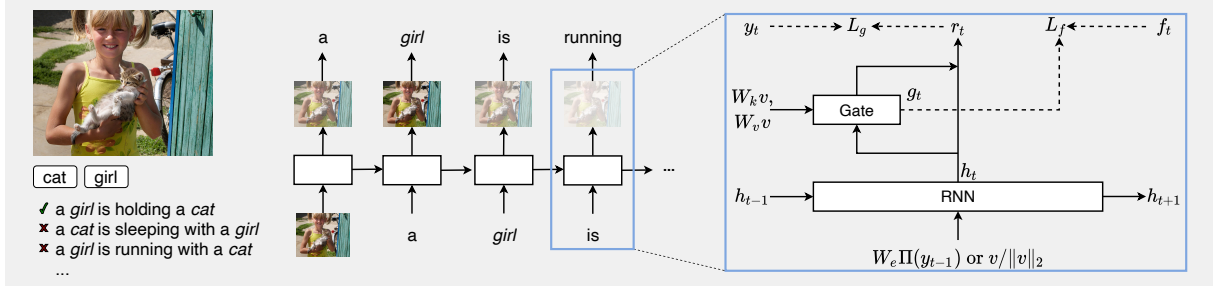 cat girl
✓ a girl is holding a cat
✗ a cat is sleeping with a girl
✗ a girl is running with a cat
...
a girl is running
...
a girl is
y_t L_g r_t L_f f_t
W_k v,
W_v v
Gate
g_t
h_t
h_{t-1} RNN h_{t+1}
W_e Π(y_{t-1}) or v/‖v‖_2